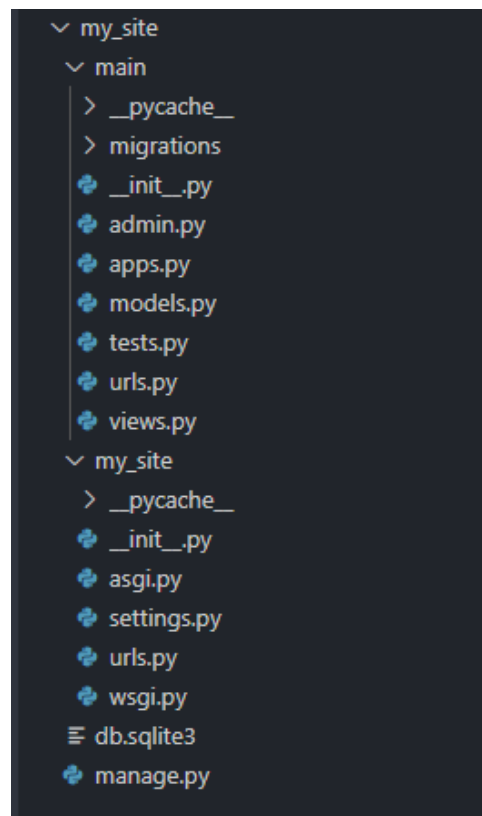 my_site
main
__pycache__
migrations
__init__.py
admin.py
apps.py
models.py
tests.py
urls.py
views.py
my_site
__pycache__
__init__.py
asgi.py
settings.py
urls.py
wsgi.py
db.sqlite3
manage.py